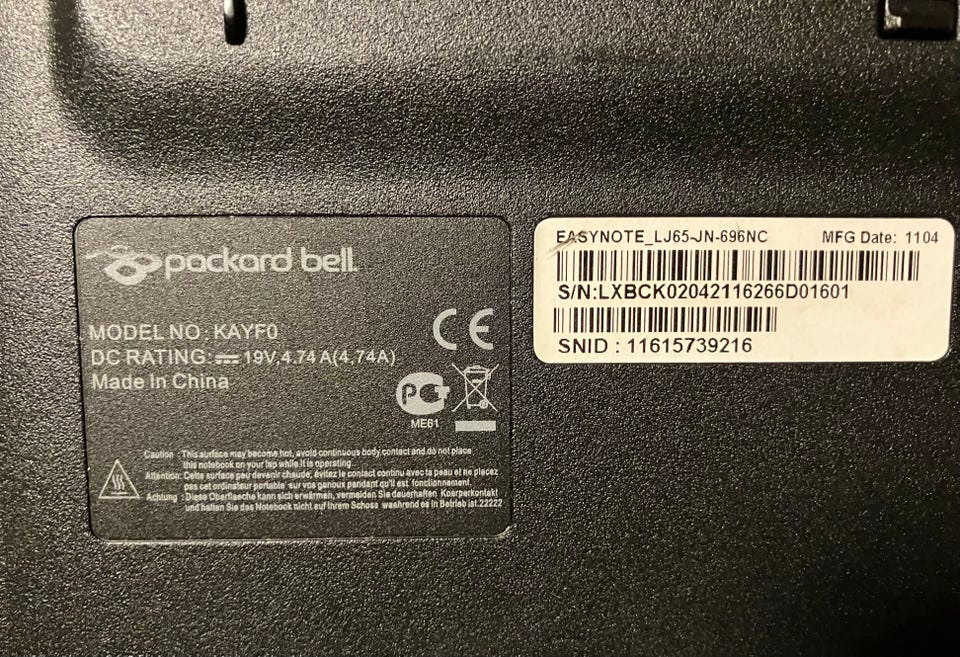 packard bell
MODEL NO: KAYF0
DC RATING: 19V, 4.74 A(4.74A)
Made In China
CE
PCT
ME61
Caution : This surface may become hot, avoid continuous body contact and do not place
this notebook on your lap while it is operating.
Attention: Cette surface peu devenir chaude, évitez le contact continu avec la peau et ne placez
pas cet ordinateur portable sur vos genoux pendant qu'il est fonctionnement.
Achtung : Diese Oberflaeche kann sich erwärmen, vermeiden Sie dauerhaften Koerperkontakt
und halten Sie das Notebook nicht auf Ihrem Schoss waehrend es in Betrieb ist.22222
EASYNOTE_LJ65-JN-696NC MFG Date: 1104
S/N:LXBCK02042116266D01601
SNID : 11615739216